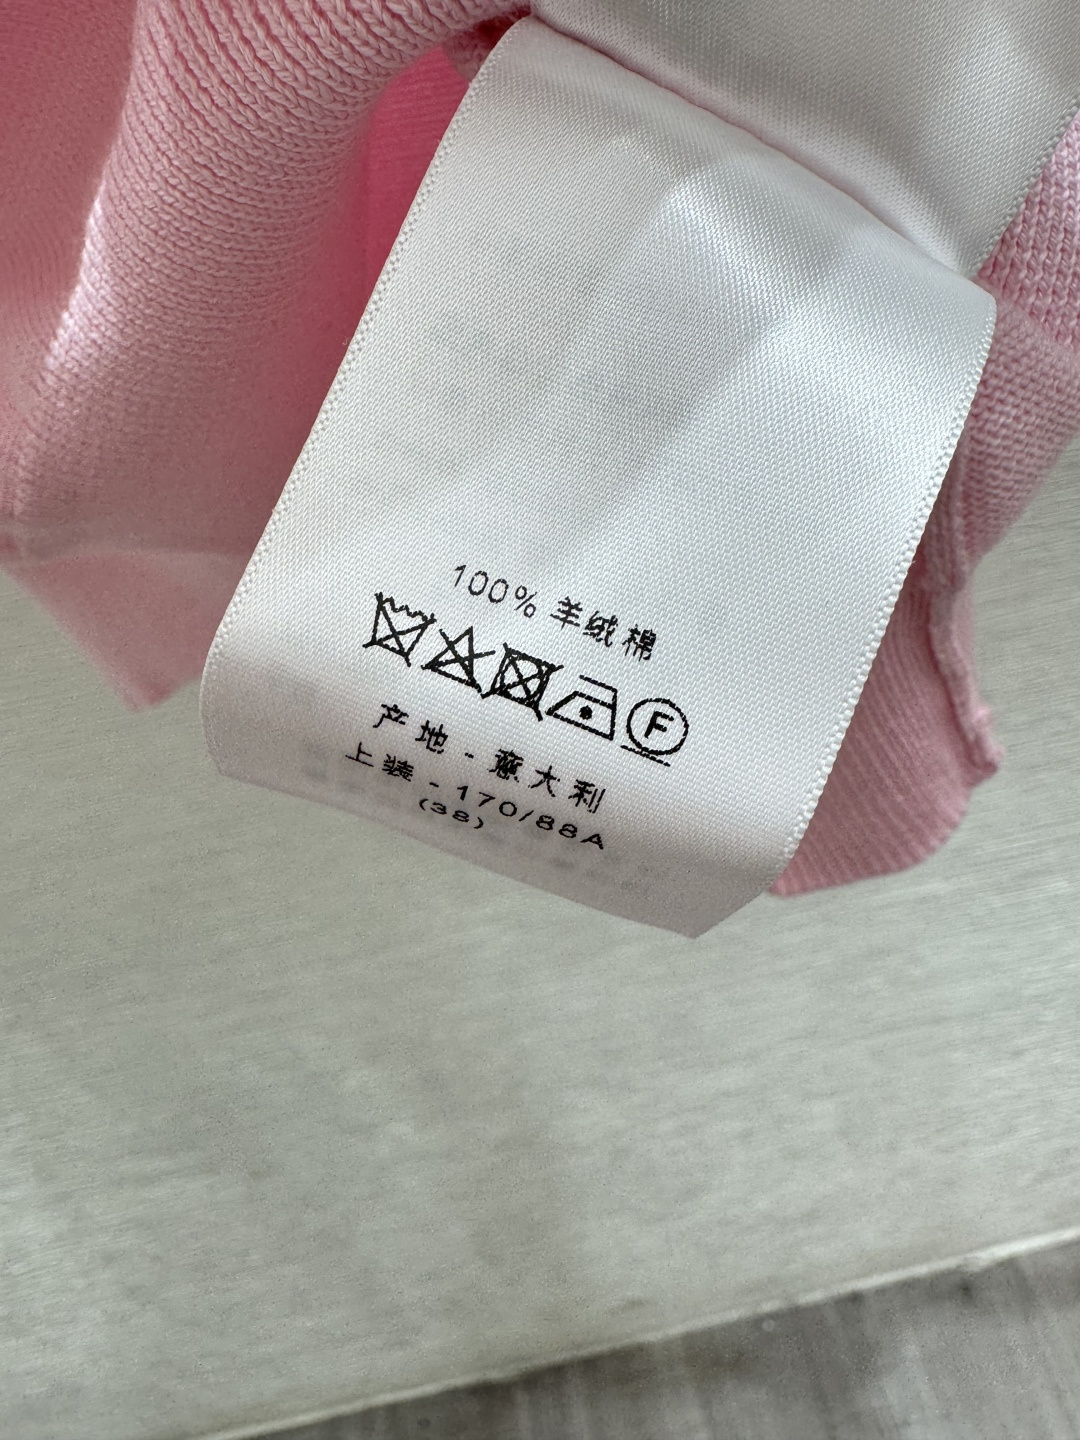 100% 羊绒棉
F
产地 - 意大利
上装 - 170/88A
(38)